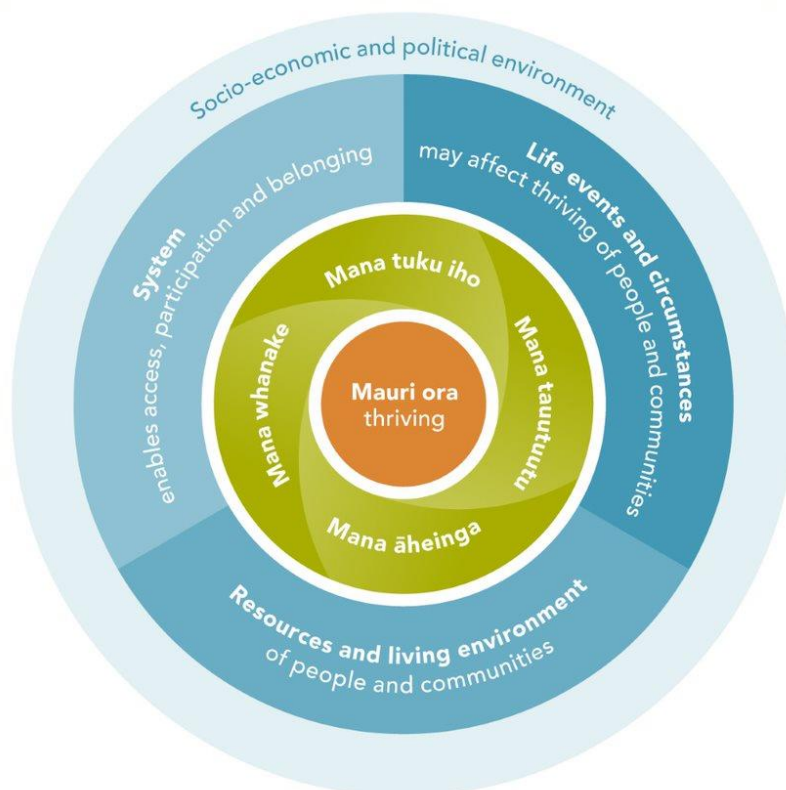 Socio-economic and political environment
System
enables access, participation and belonging
Life events and circumstances
may affect thriving of people and communities
Mana tuku iho
Mana whanake
Mana tautuutu
Mauri ora
thriving
Mana āheinga
Resources and living environment
of people and communities